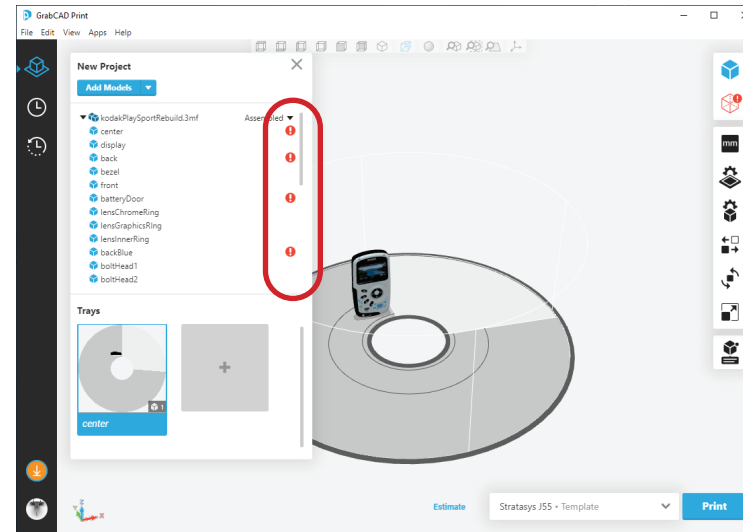 GrabCAD Print
File Edit View Apps Help
New Project
Add Models
kodakPlaySportRebuild.3mf Assembled
center
display
back
bezel
front
batteryDoor
lensChromeRing
lensGraphicsRIng
lensInnerRing
backBlue
boltHead1
boltHead2
Trays
1
center
mm
Z
X
Estimate
Stratasys J55 • Template
Print